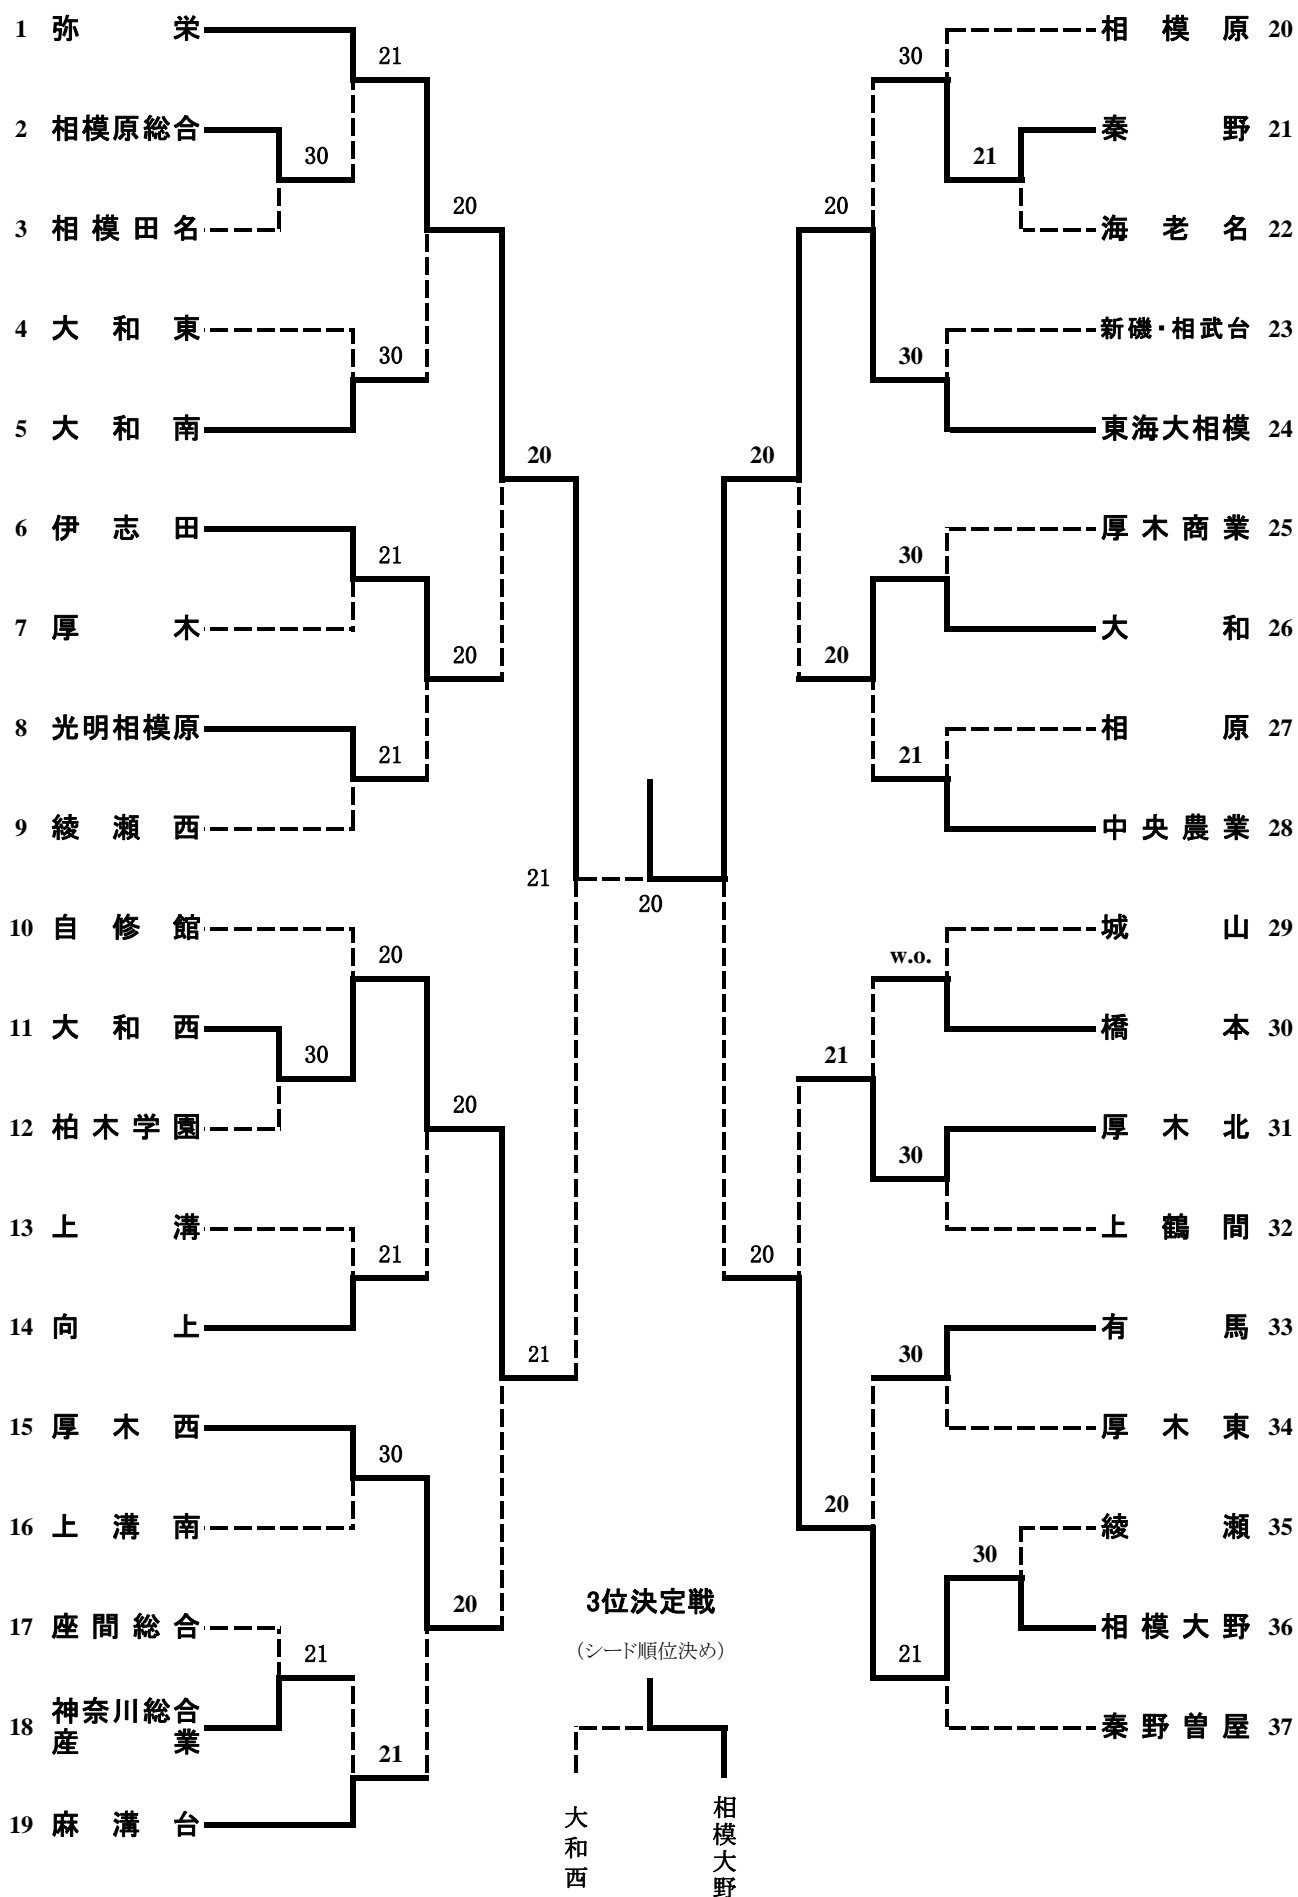 1 弥栄
21
2 相模原総合
30
3 相模田名
20
4 大和東
30
5 大和南
20
6 伊志田
21
7 厚木
20
8 光明相模原
21
9 綾瀬西
21
10 自修館
20
11 大和西
30
12 柏木学園
20
13 上溝
21
14 向上
21
15 厚木西
30
16 上溝南
20
17 座間総合
21
18 神奈川総合
産業
21
19 麻溝台
20
相模原 20
30
秦野 21
21
海老名 22
20
新磯・相武台 23
30
東海大相模 24
20
厚木商業 25
30
大和 26
20
相原 27
21
中央農業 28
城山 29
w.o.
橋本 30
21
厚木北 31
30
上鶴間 32
20
有馬 33
30
厚木東 34
20
綾瀬 35
30
相模大野 36
21
秦野曽屋 37
3位決定戦
(シード順位決め)
大和西
相模大野